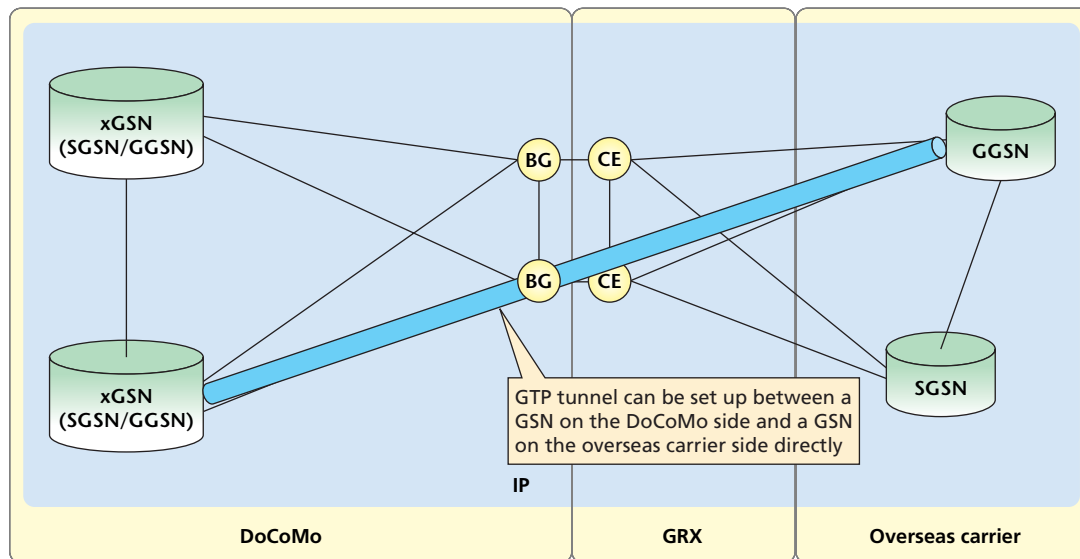 xGSN
(SGSN/GGSN)
BG
CE
GGSN
BG
CE
xGSN
(SGSN/GGSN)
SGSN
GTP tunnel can be set up between a
GSN on the DoCoMo side and a GSN
on the overseas carrier side directly
IP
DoCoMo
GRX
Overseas carrier